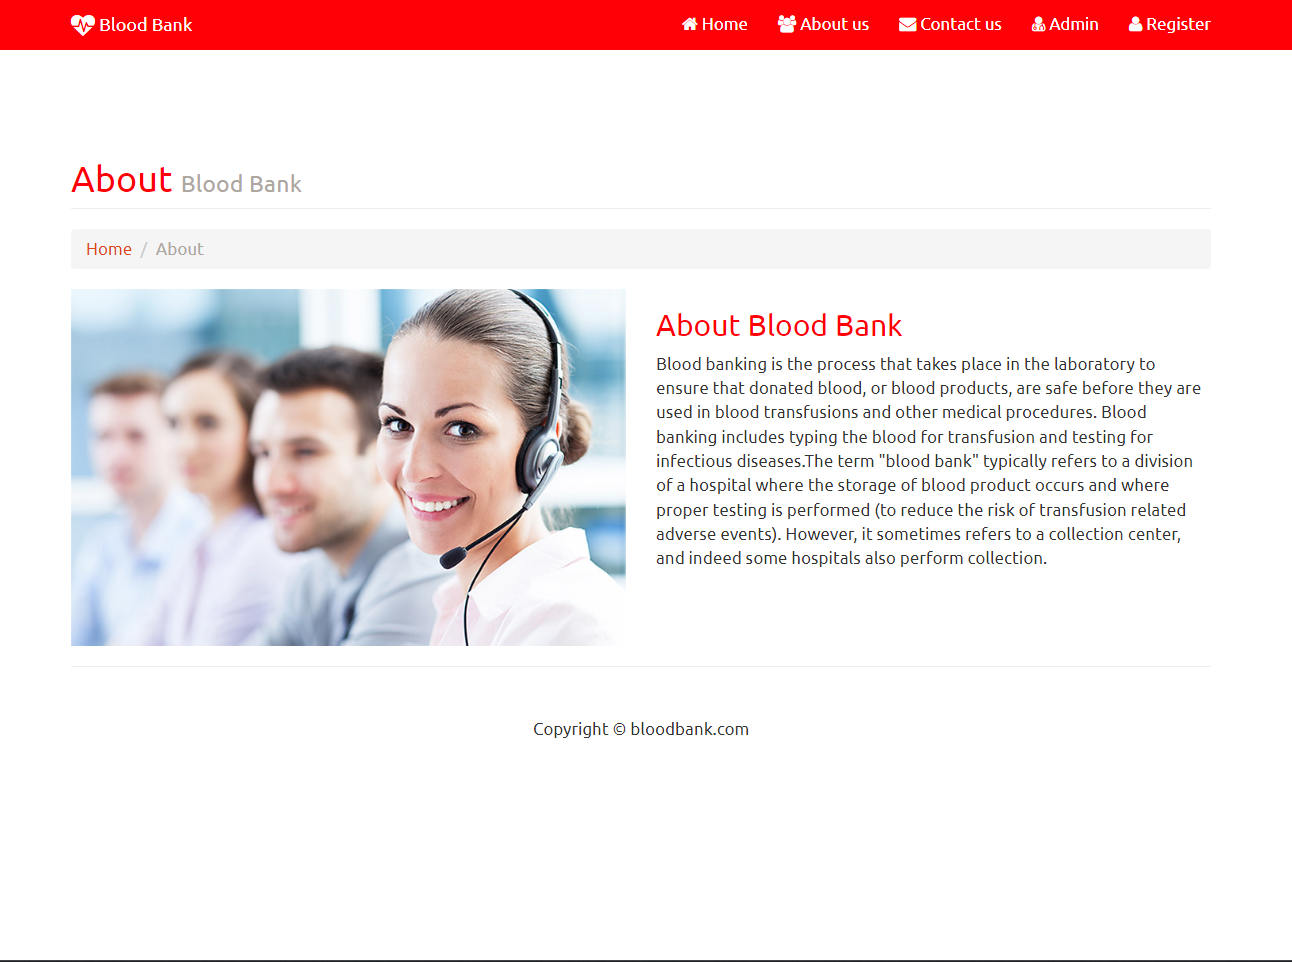 Blood Bank
Home About us Contact us Admin Register
About Blood Bank
Home / About
About Blood Bank
Blood banking is the process that takes place in the laboratory to
ensure that donated blood, or blood products, are safe before they are
used in blood transfusions and other medical procedures. Blood
banking includes typing the blood for transfusion and testing for
infectious diseases.The term "blood bank" typically refers to a division
of a hospital where the storage of blood product occurs and where
proper testing is performed (to reduce the risk of transfusion related
adverse events). However, it sometimes refers to a collection center,
and indeed some hospitals also perform collection.
Copyright © bloodbank.com